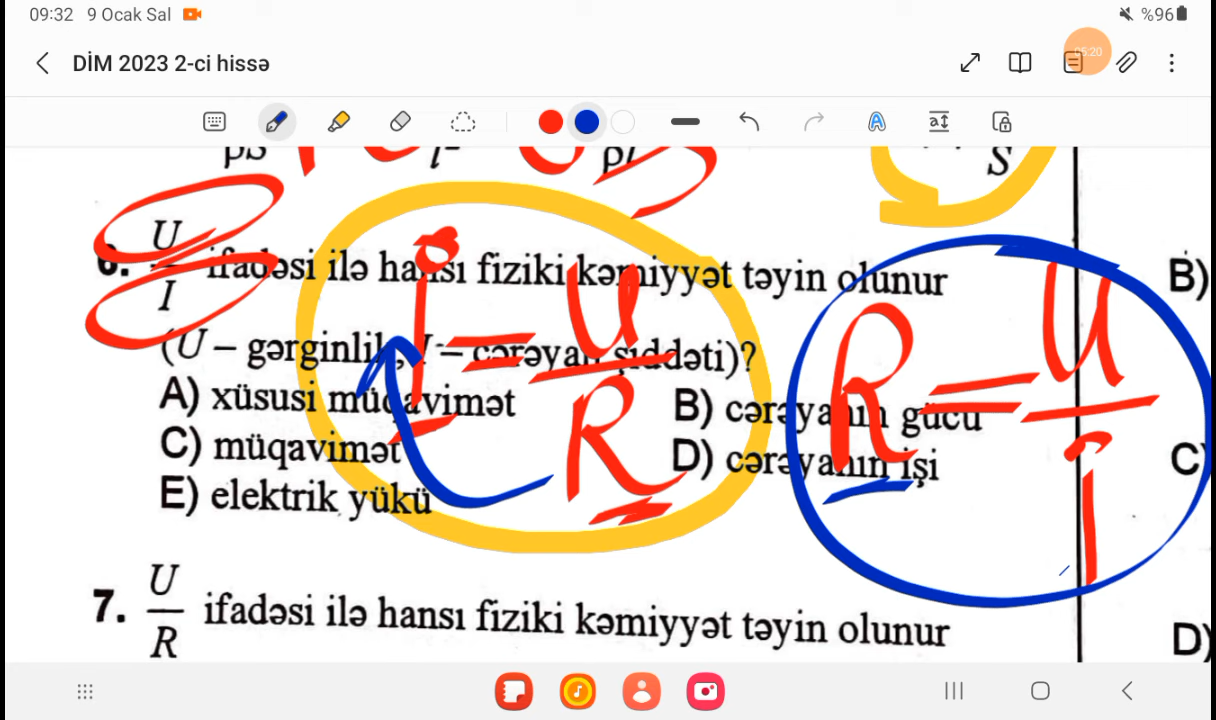 09:32 9 Ocak Sal %96
DİM 2023 2-ci hissə 05:20
ρS l ρl S
6. U/I ifadəsi ilə hansı fiziki kəmiyyət təyin olunur
(U – gərginlik, I – cərəyan şiddəti)?
A) xüsusi müqavimət B) cərəyanın gücü
C) müqavimət D) cərəyanın işi
E) elektrik yükü
i = U/R
R = U/i
7. U/R ifadəsi ilə hansı fiziki kəmiyyət təyin olunur
B)
C)
D)